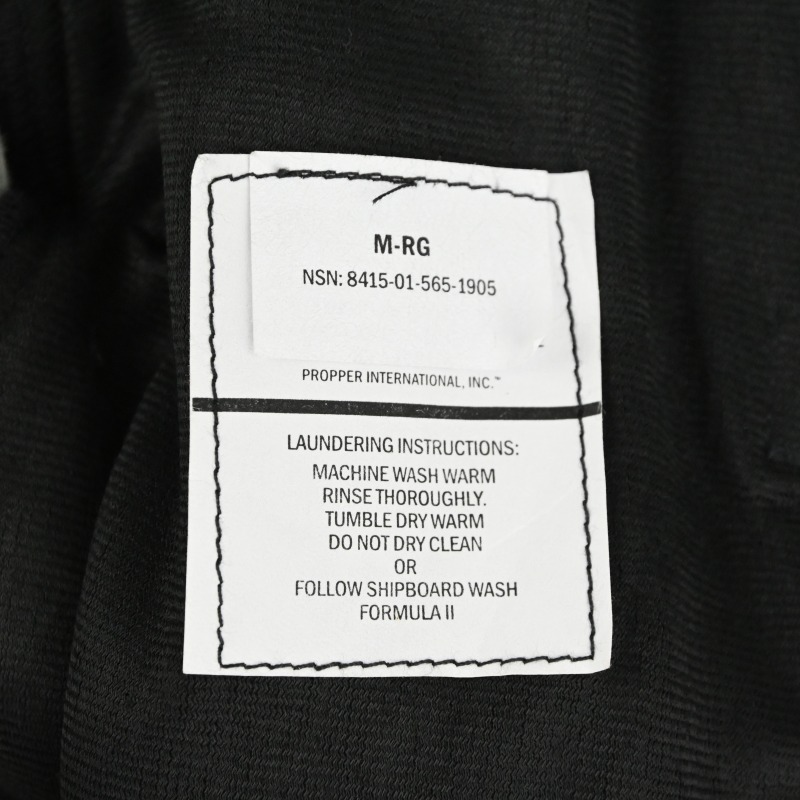 M-RG
NSN: 8415-01-565-1905
PROPPER INTERNATIONAL, INC.™
LAUNDERING INSTRUCTIONS:
MACHINE WASH WARM
RINSE THOROUGHLY.
TUMBLE DRY WARM
DO NOT DRY CLEAN
OR
FOLLOW SHIPBOARD WASH
FORMULA II